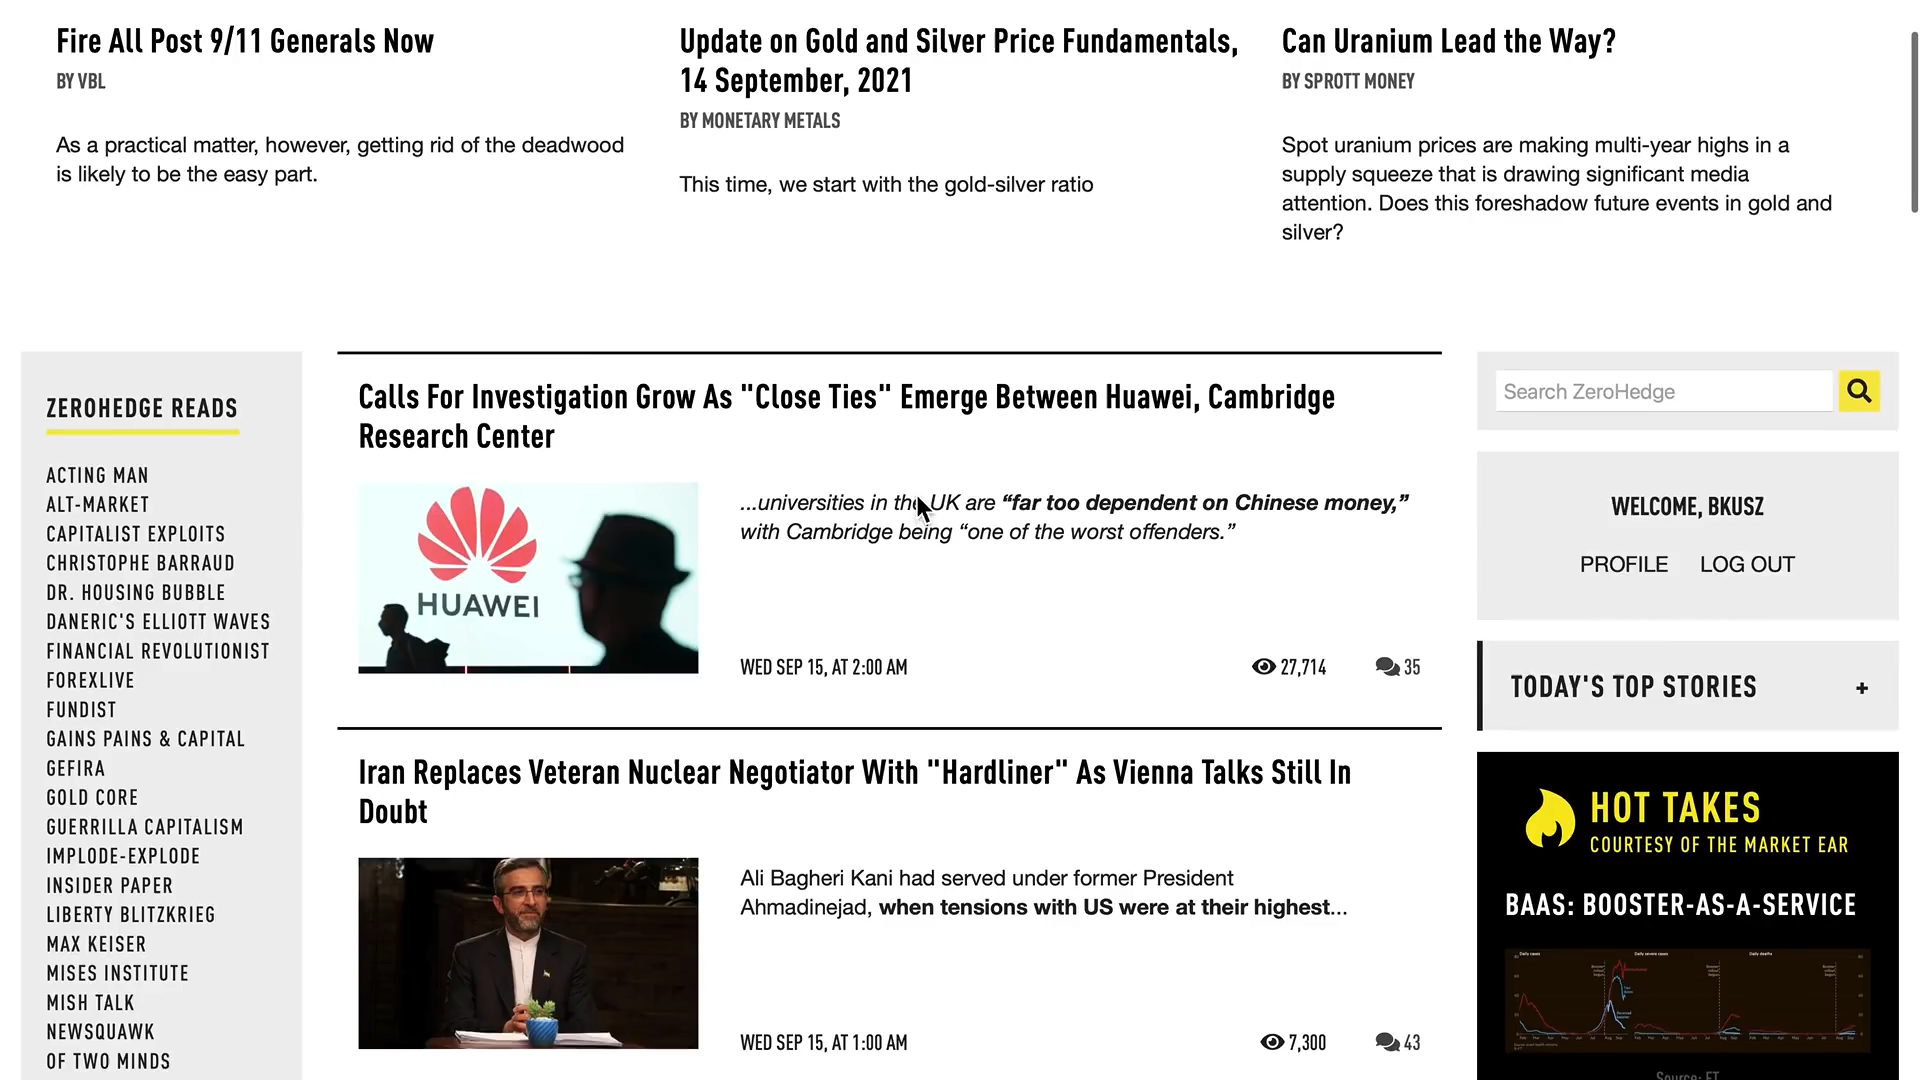 Fire All Post 9/11 Generals Now
BY VBL
As a practical matter, however, getting rid of the deadwood
is likely to be the easy part.
Update on Gold and Silver Price Fundamentals,
14 September, 2021
BY MONETARY METALS
This time, we start with the gold-silver ratio
Can Uranium Lead the Way?
BY SPROTT MONEY
Spot uranium prices are making multi-year highs in a
supply squeeze that is drawing significant media
attention. Does this foreshadow future events in gold and
silver?
ZEROHEDGE READS
ACTING MAN
ALT-MARKET
CAPITALIST EXPLOITS
CHRISTOPHE BARRAUD
DR. HOUSING BUBBLE
DANERIC'S ELLIOTT WAVES
FINANCIAL REVOLUTIONIST
FOREXLIVE
FUNDIST
GAINS PAINS & CAPITAL
GEFIRA
GOLD CORE
GUERRILLA CAPITALISM
IMPLODE-EXPLODE
INSIDER PAPER
LIBERTY BLITZKRIEG
MAX KEISER
MISES INSTITUTE
MISH TALK
NEWSQUAWK
OF TWO MINDS
Calls For Investigation Grow As "Close Ties" Emerge Between Huawei, Cambridge
Research Center
HUAWEI
...universities in the UK are “far too dependent on Chinese money,”
with Cambridge being “one of the worst offenders.”
WED SEP 15, AT 2:00 AM
27,714
35
Iran Replaces Veteran Nuclear Negotiator With "Hardliner" As Vienna Talks Still In
Doubt
Ali Bagheri Kani had served under former President
Ahmadinejad, when tensions with US were at their highest...
WED SEP 15, AT 1:00 AM
7,300
43
Search ZeroHedge
WELCOME, BKUSZ
PROFILE LOG OUT
TODAY'S TOP STORIES +
HOT TAKES
COURTESY OF THE MARKET EAR
BAAS: BOOSTER-AS-A-SERVICE
Daily cases
Daily severe cases
Daily deaths
Source: FT